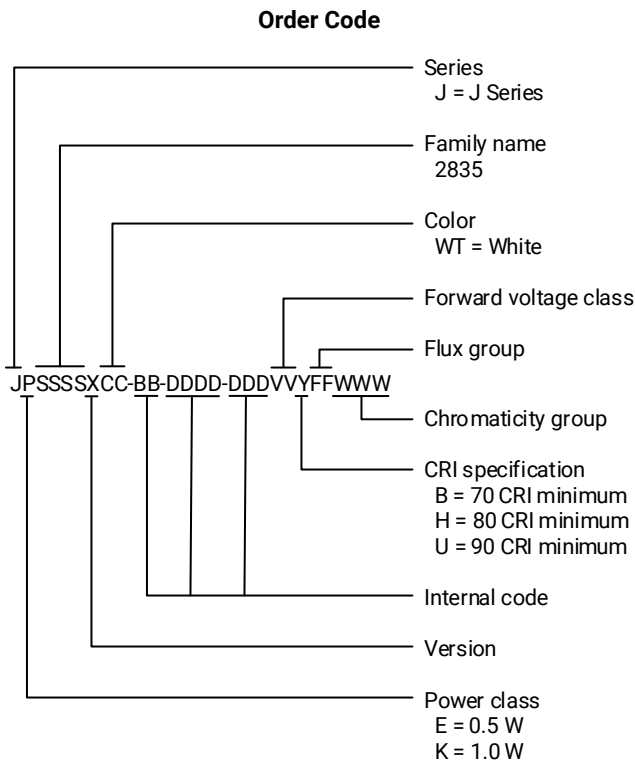 Order Code
Series
J = J Series
Family name
2835
Color
WT = White
Forward voltage class
Flux group
JPSSSSXCC-BB-DDDD-DDDVVYFFWWW
Chromaticity group
CRI specification
B = 70 CRI minimum
H = 80 CRI minimum
U = 90 CRI minimum
Internal code
Version
Power class
E = 0.5 W
K = 1.0 W